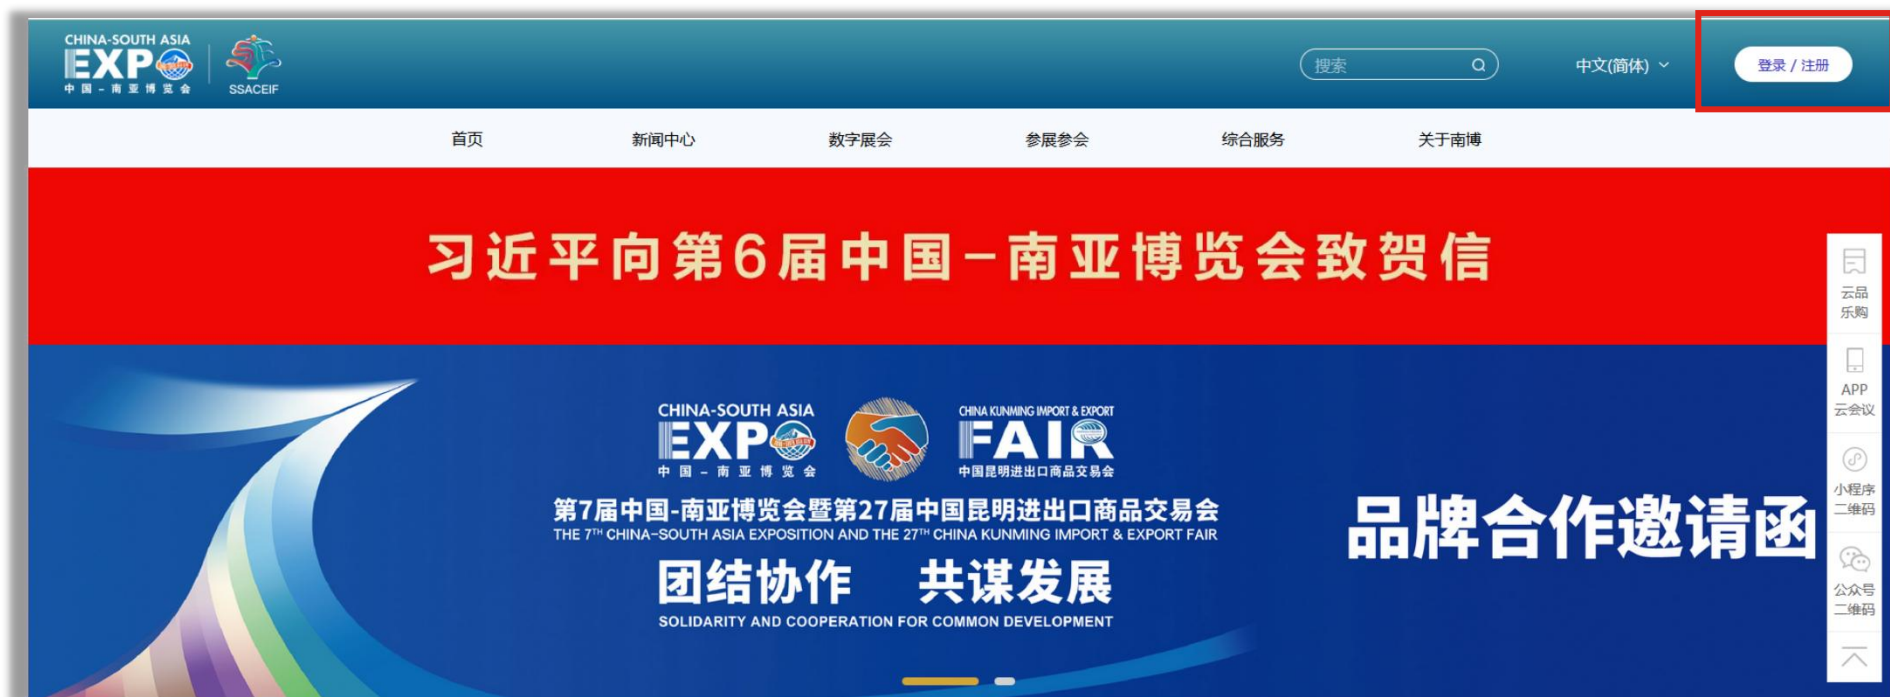 CHINA-SOUTH ASIA
EXPO
中国-南亚博览会
SSACEIF
搜索
中文(简体)
登录 / 注册
首页
新闻中心
数字展会
参展参会
综合服务
关于南博
习近平向第6届中国-南亚博览会致贺信
CHINA-SOUTH ASIA
EXPO
中国-南亚博览会
CHINA KUNMING IMPORT & EXPORT
FAIR
中国昆明进出口商品交易会
第7届中国-南亚博览会暨第27届中国昆明进出口商品交易会
THE 7TH CHINA-SOUTH ASIA EXPOSITION AND THE 27TH CHINA KUNMING IMPORT & EXPORT FAIR
团结协作 共谋发展
SOLIDARITY AND COOPERATION FOR COMMON DEVELOPMENT
品牌合作邀请函
云品
乐购
APP
云会议
小程序
二维码
公众号
二维码